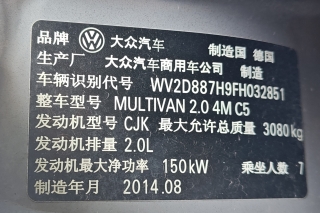 品牌 大众汽车 制造国 德国
生产厂 大众汽车商用车公司 制造
车辆识别代号 WV2D887H9FH032851
整车型号 MULTIVAN 2.0 4M C5
发动机型号 CJK 最大允许总质量 3080kg
发动机排量 2.0L
发动机最大净功率 150kW 乘坐人数 7
制造年月 2014.08